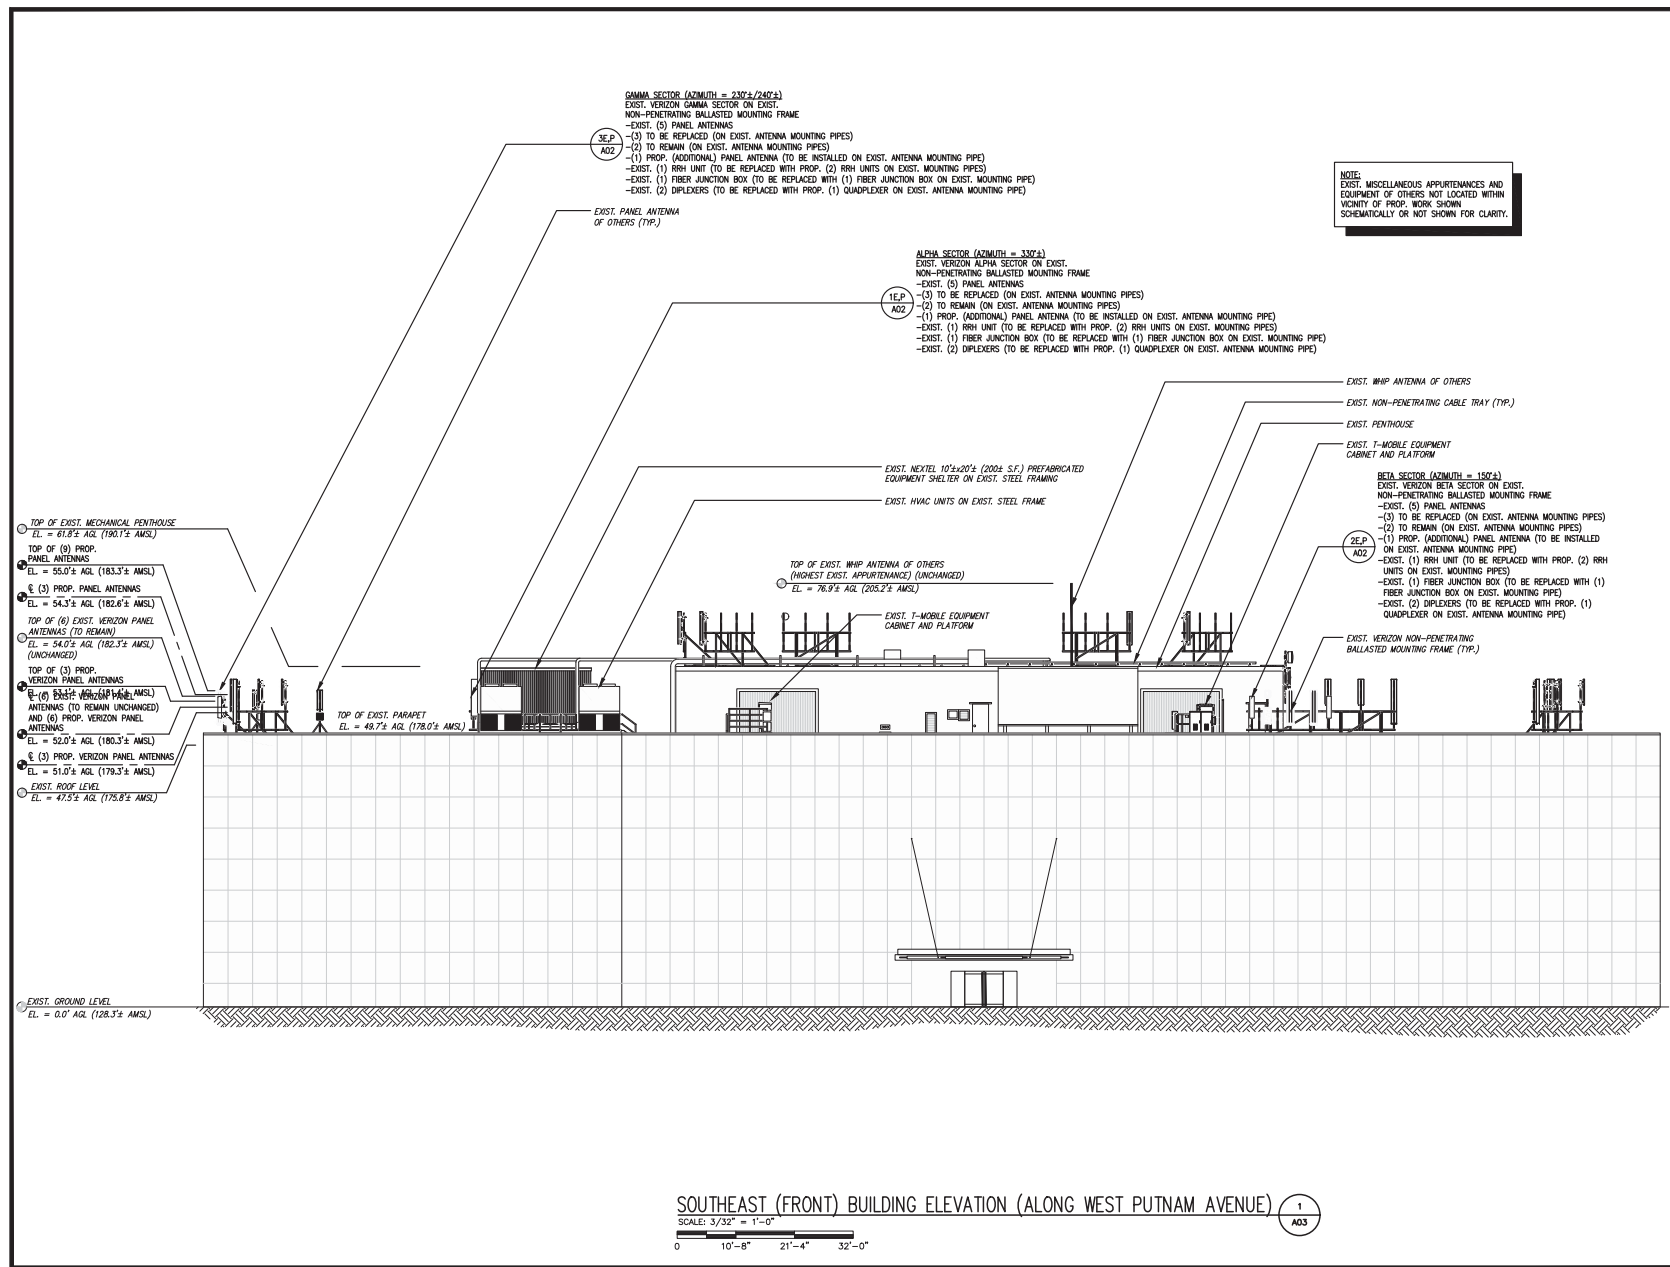 GAMMA SECTOR (AZIMUTH = 230°±/240°±)
EXIST. VERIZON GAMMA SECTOR ON EXIST.
NON-PENETRATING BALLASTED MOUNTING FRAME
-EXIST. (5) PANEL ANTENNAS
-(3) TO BE REPLACED (ON EXIST. ANTENNA MOUNTING PIPES)
-(2) TO REMAIN (ON EXIST. ANTENNA MOUNTING PIPES)
-(1) PROP. (ADDITIONAL) PANEL ANTENNA (TO BE INSTALLED ON EXIST. ANTENNA MOUNTING PIPE)
-EXIST. (1) RRH UNIT (TO BE REPLACED WITH PROP. (2) RRH UNITS ON EXIST. MOUNTING PIPES)
-EXIST. (1) FIBER JUNCTION BOX (TO BE REPLACED WITH (1) FIBER JUNCTION BOX ON EXIST. MOUNTING PIPE)
-EXIST. (2) DIPLEXERS (TO BE REPLACED WITH PROP. (1) QUADPLEXER ON EXIST. ANTENNA MOUNTING PIPE)
3E,P
A02
EXIST. PANEL ANTENNA
OF OTHERS (TYP.)
NOTE:
EXIST. MISCELLANEOUS APPURTENANCES AND
EQUIPMENT OF OTHERS NOT LOCATED WITHIN
VICINITY OF PROP. WORK SHOWN
SCHEMATICALLY OR NOT SHOWN FOR CLARITY.
ALPHA SECTOR (AZIMUTH = 330°±)
EXIST. VERIZON ALPHA SECTOR ON EXIST.
NON-PENETRATING BALLASTED MOUNTING FRAME
-EXIST. (5) PANEL ANTENNAS
-(3) TO BE REPLACED (ON EXIST. ANTENNA MOUNTING PIPES)
-(2) TO REMAIN (ON EXIST. ANTENNA MOUNTING PIPES)
-(1) PROP. (ADDITIONAL) PANEL ANTENNA (TO BE INSTALLED ON EXIST. ANTENNA MOUNTING PIPE)
-EXIST. (1) RRH UNIT (TO BE REPLACED WITH PROP. (2) RRH UNITS ON EXIST. MOUNTING PIPES)
-EXIST. (1) FIBER JUNCTION BOX (TO BE REPLACED WITH (1) FIBER JUNCTION BOX ON EXIST. MOUNTING PIPE)
-EXIST. (2) DIPLEXERS (TO BE REPLACED WITH PROP. (1) QUADPLEXER ON EXIST. ANTENNA MOUNTING PIPE)
1E,P
A02
EXIST. WHIP ANTENNA OF OTHERS
EXIST. NON-PENETRATING CABLE TRAY (TYP.)
EXIST. PENTHOUSE
EXIST. T-MOBILE EQUIPMENT
CABINET AND PLATFORM
EXIST. NEXTEL 10'±x20'± (200± S.F.) PREFABRICATED
EQUIPMENT SHELTER ON EXIST. STEEL FRAMING
EXIST. HVAC UNITS ON EXIST. STEEL FRAME
BETA SECTOR (AZIMUTH = 150°±)
EXIST. VERIZON BETA SECTOR ON EXIST.
NON-PENETRATING BALLASTED MOUNTING FRAME
-EXIST. (5) PANEL ANTENNAS
-(3) TO BE REPLACED (ON EXIST. ANTENNA MOUNTING PIPES)
-(2) TO REMAIN (ON EXIST. ANTENNA MOUNTING PIPES)
-(1) PROP. (ADDITIONAL) PANEL ANTENNA (TO BE INSTALLED
ON EXIST. ANTENNA MOUNTING PIPE)
-EXIST. (1) RRH UNIT (TO BE REPLACED WITH PROP. (2) RRH
UNITS ON EXIST. MOUNTING PIPES)
-EXIST. (1) FIBER JUNCTION BOX (TO BE REPLACED WITH (1)
FIBER JUNCTION BOX ON EXIST. MOUNTING PIPE)
-EXIST. (2) DIPLEXERS (TO BE REPLACED WITH PROP. (1)
QUADPLEXER ON EXIST. ANTENNA MOUNTING PIPE)
2E,P
A02
EXIST. VERIZON NON-PENETRATING
BALLASTED MOUNTING FRAME (TYP.)
TOP OF EXIST. WHIP ANTENNA OF OTHERS
(HIGHEST EXIST. APPURTENANCE) (UNCHANGED)
EL. = 76.9'± AGL (205.2'± AMSL)
EXIST. T-MOBILE EQUIPMENT
CABINET AND PLATFORM
TOP OF EXIST. MECHANICAL PENTHOUSE
EL. = 61.8'± AGL (190.1'± AMSL)
TOP OF (9) PROP.
PANEL ANTENNAS
EL. = 55.0'± AGL (183.3'± AMSL)
℄ (3) PROP. PANEL ANTENNAS
EL. = 54.3'± AGL (182.6'± AMSL)
TOP OF (6) EXIST. VERIZON PANEL
ANTENNAS (TO REMAIN)
EL. = 54.0'± AGL (182.3'± AMSL)
(UNCHANGED)
TOP OF (3) PROP.
VERIZON PANEL ANTENNAS
EL. = 53.1'± AGL (181.4'± AMSL)
℄ (6) EXIST. VERIZON PANEL
ANTENNAS (TO REMAIN UNCHANGED)
AND (6) PROP. VERIZON PANEL
ANTENNAS
EL. = 52.0'± AGL (180.3'± AMSL)
℄ (3) PROP. VERIZON PANEL ANTENNAS
EL. = 51.0'± AGL (179.3'± AMSL)
EXIST. ROOF LEVEL
EL. = 47.5'± AGL (175.8'± AMSL)
TOP OF EXIST. PARAPET
EL. = 49.7'± AGL (178.0'± AMSL)
EXIST. GROUND LEVEL
EL. = 0.0' AGL (128.3'± AMSL)
SOUTHEAST (FRONT) BUILDING ELEVATION (ALONG WEST PUTNAM AVENUE)
1
A03
SCALE: 3/32" = 1'-0"
0 10'-8" 21'-4" 32'-0"